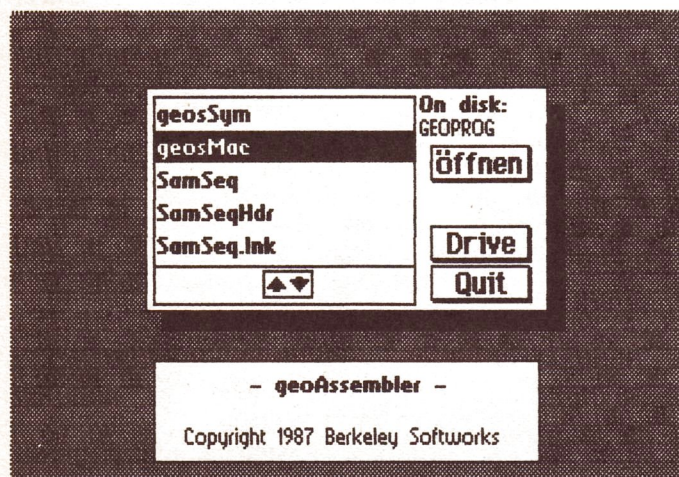 geosSym
geosMac
SamSeq
SamSeqHdr
SamSeq.lnk
On disk:
GEOPROG
Öffnen
Drive
Quit
- geoAssembler -
Copyright 1987 Berkeley Softworks